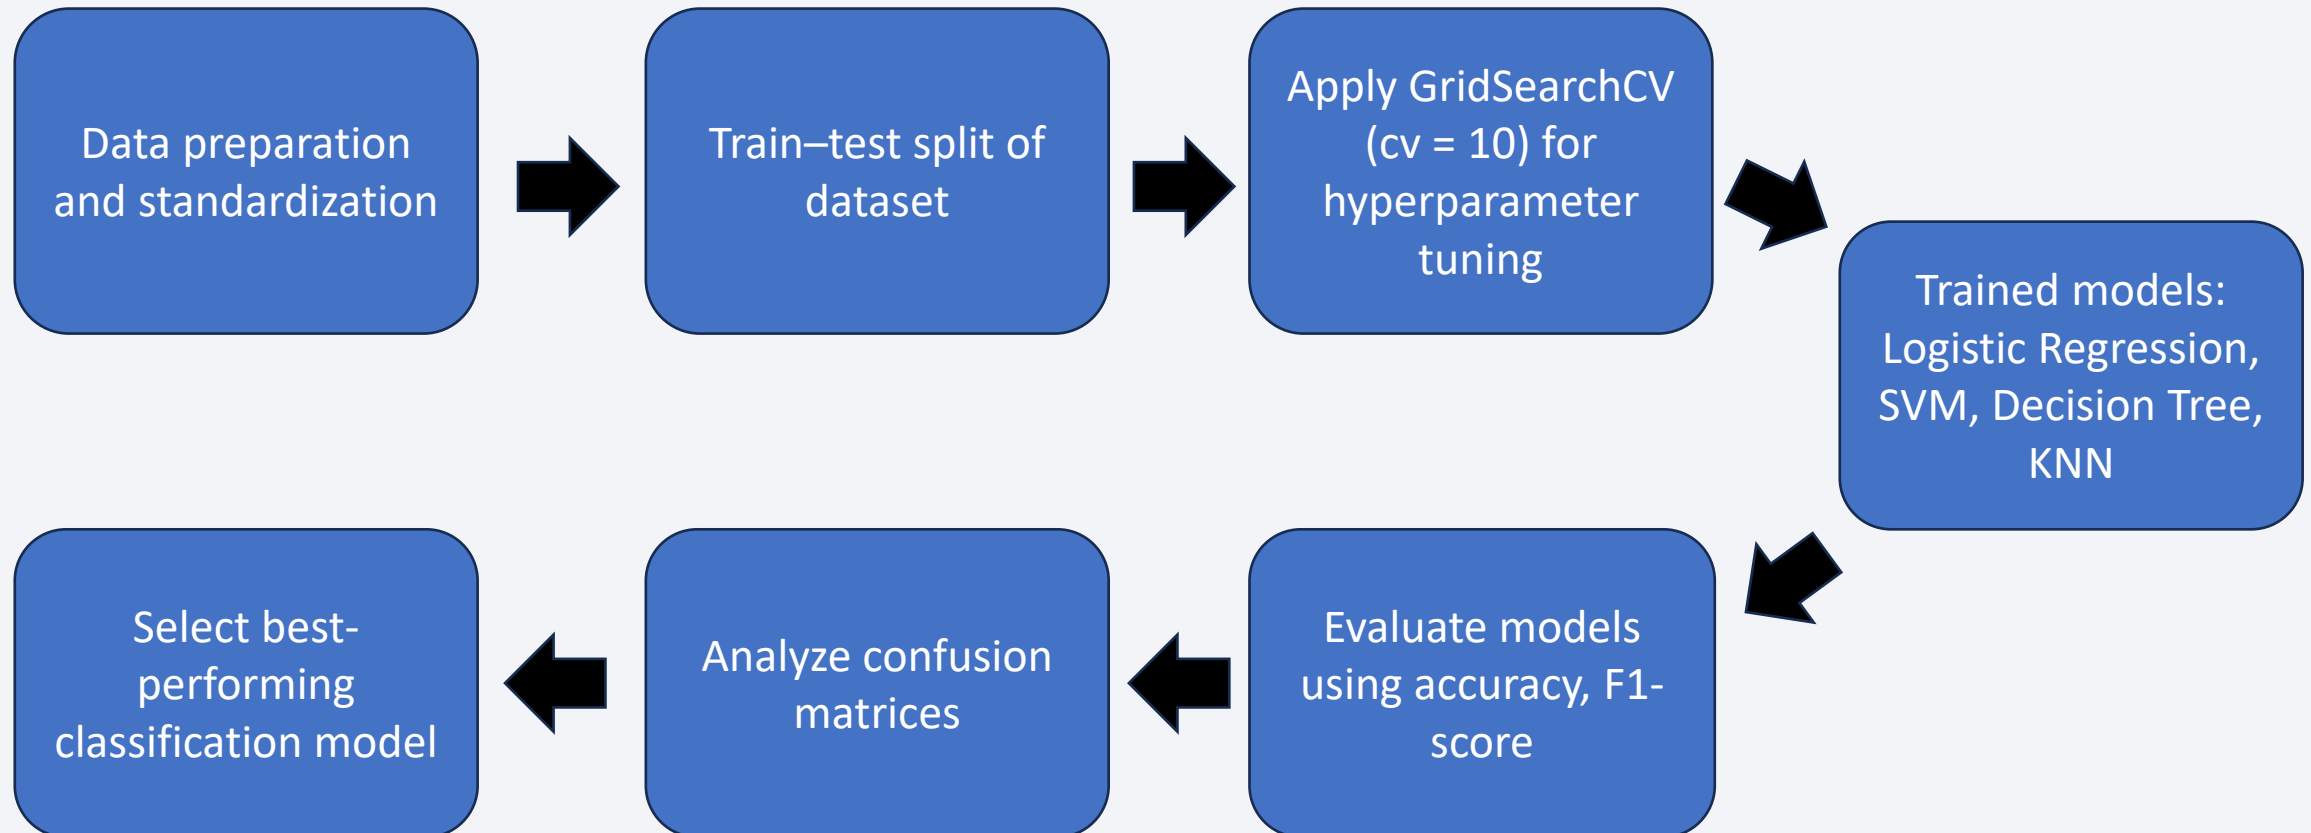 Data preparation
and standardization
Train–test split of
dataset
Apply GridSearchCV
(cv = 10) for
hyperparameter
tuning
Trained models:
Logistic Regression,
SVM, Decision Tree,
KNN
Evaluate models
using accuracy, F1-
score
Analyze confusion
matrices
Select best-
performing
classification model